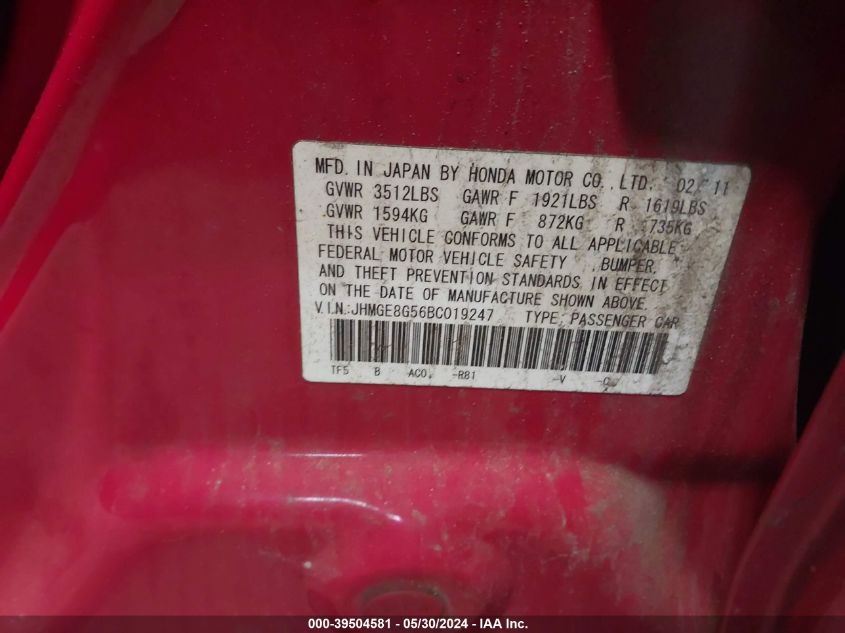 MFD. IN JAPAN BY HONDA MOTOR CO.,LTD. 02/11
GVWR 3512LBS GAWR F 1921LBS R 1619LBS
GVWR 1594KG GAWR F 872KG R 735KG
THIS VEHICLE CONFORMS TO ALL APPLICABLE
FEDERAL MOTOR VEHICLE SAFETY , BUMPER,
AND THEFT PREVENTION STANDARDS IN EFFECT
ON THE DATE OF MANUFACTURE SHOWN ABOVE.
V.I.N.:JHMGE8G56BC019247 TYPE: PASSENGER CAR
TF5 B ACO, -R81 -V -C
000-39504581 - 05/30/2024 - IAA Inc.